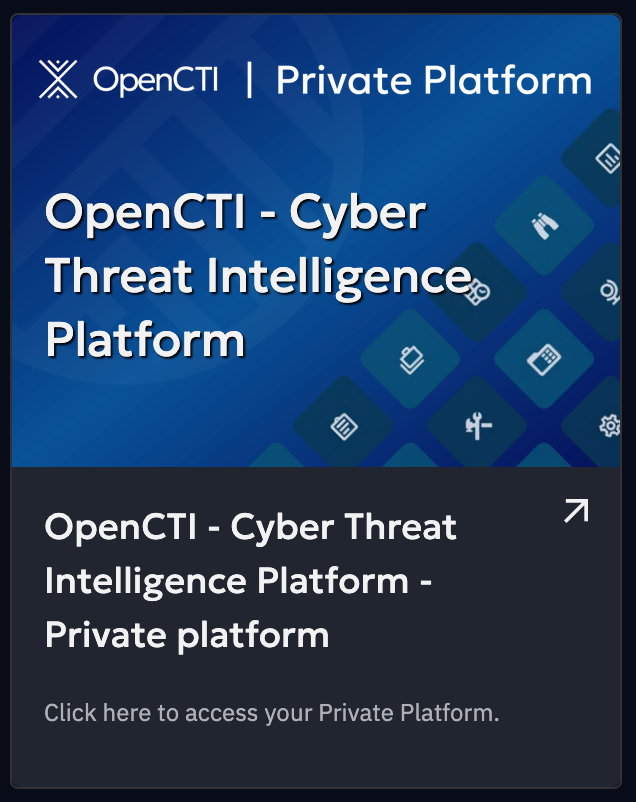 OpenCTI | Private Platform
OpenCTI - Cyber
Threat Intelligence
Platform
OpenCTI - Cyber Threat
Intelligence Platform -
Private platform
Click here to access your Private Platform.